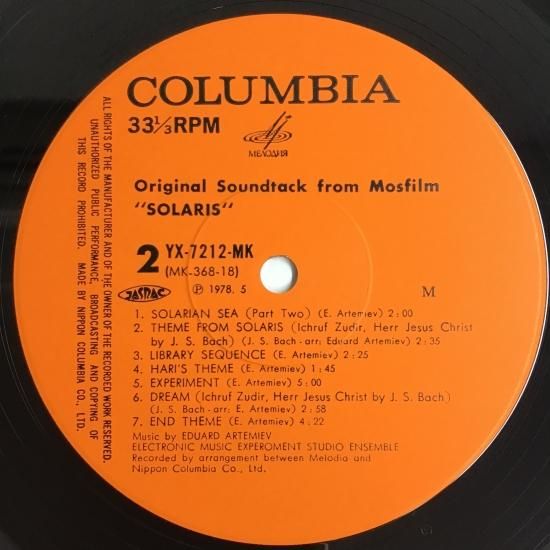 COLUMBIA
33⅓RPM
МЕЛОДИЯ
Original Soundtack from Mosfilm
"SOLARIS"
2 YX-7212-MK
(MK-368-18)
JASRAC
Ⓟ 1978. 5
M
1. SOLARIAN SEA (Part Two) (E. Artemiev) 2:00
2. THEME FROM SOLARIS (Ichruf Zudir, Herr Jesus Christ
by J. S. Bach) (J. S. Bach-arr: Eduard Artemiev) 2:35
3. LIBRARY SEQUENCE (E. Artemiev) 2:25
4. HARI'S THEME (E. Artemiev) 1:45
5. EXPERIMENT (E. Artemiev) 5:00
6. DREAM (Ichruf Zudir, Herr Jesus Christ by J. S. Bach)
(J. S. Bach-arr: E. Artemiev) 2:58
7. END THEME (E. Artemiev) 4:22
Music by EDUARD ARTEMIEV
ELECTRONIC MUSIC EXPEROMENT STUDIO ENSEMBLE
Recorded by arrangement between Melodia and
Nippon Columbia Co., Ltd.
ALL RIGHTS OF THE MANUFACTURER AND OF THE OWNER OF THE RECORDED WORK RESERVED.
UNAUTHORIZED PUBLIC PERFORMANCE, BROADCASTING AND COPYING OF
THIS RECORD PROHIBITED. MADE BY NIPPON COLUMBIA CO., LTD.